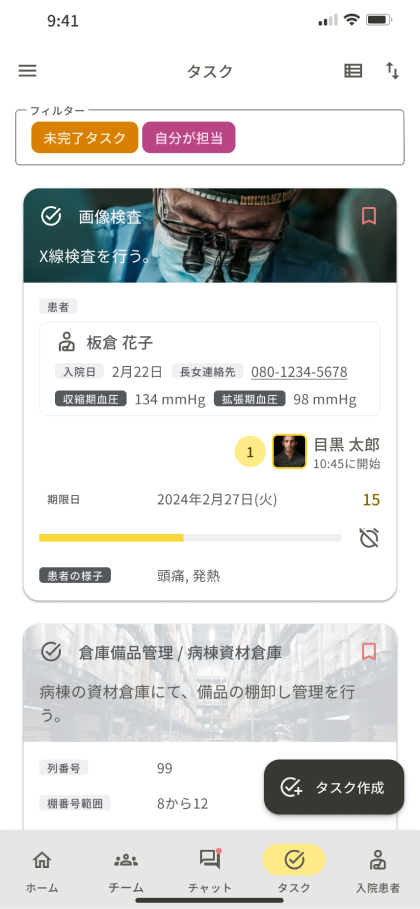 9:41
タスク
フィルター
未完了タスク 自分が担当
画像検査
X線検査を行う。
患者
板倉 花子
入院日 2月22日 長女連絡先 080-1234-5678
収縮期血圧 134 mmHg 拡張期血圧 98 mmHg
1 目黒 太郎
10:45に開始
期限日 2024年2月27日(火) 15
患者の様子 頭痛, 発熱
倉庫備品管理 / 病棟資材倉庫
病棟の資材倉庫にて、備品の棚卸し管理を行
う。
列番号 99
棚番号範囲 8から12
タスク作成
ホーム チーム チャット タスク 入院患者